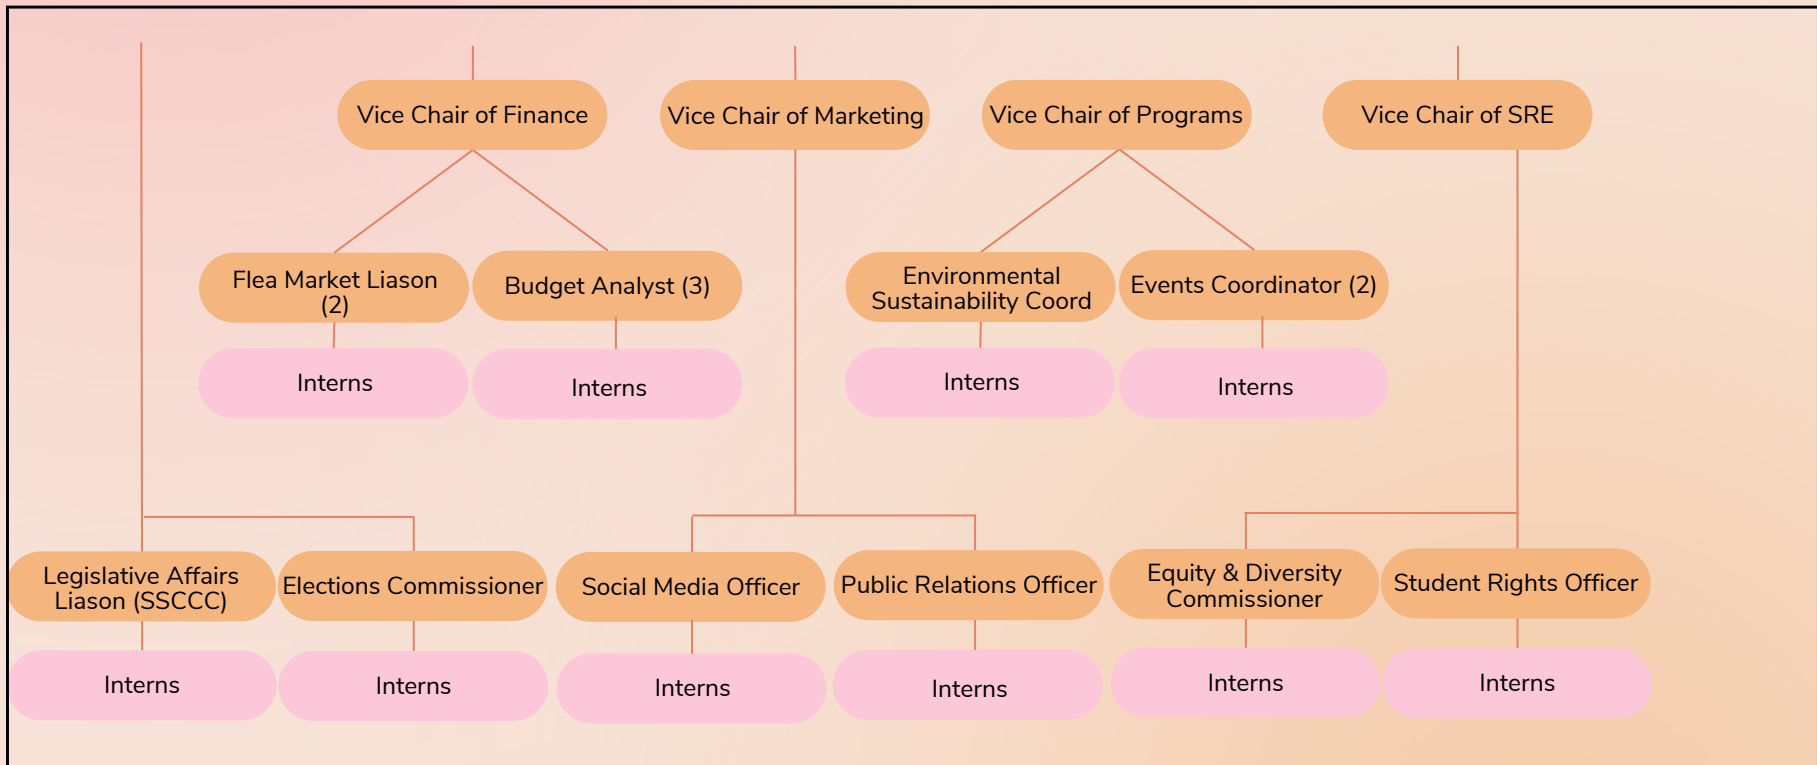 Vice Chair of Finance
Vice Chair of Marketing
Vice Chair of Programs
Vice Chair of SRE
Flea Market Liason
(2)
Budget Analyst (3)
Environmental
Sustainability Coord
Events Coordinator (2)
Interns
Interns
Interns
Interns
Legislative Affairs
Liason (SSCCC)
Elections Commissioner
Social Media Officer
Public Relations Officer
Equity & Diversity
Commissioner
Student Rights Officer
Interns
Interns
Interns
Interns
Interns
Interns